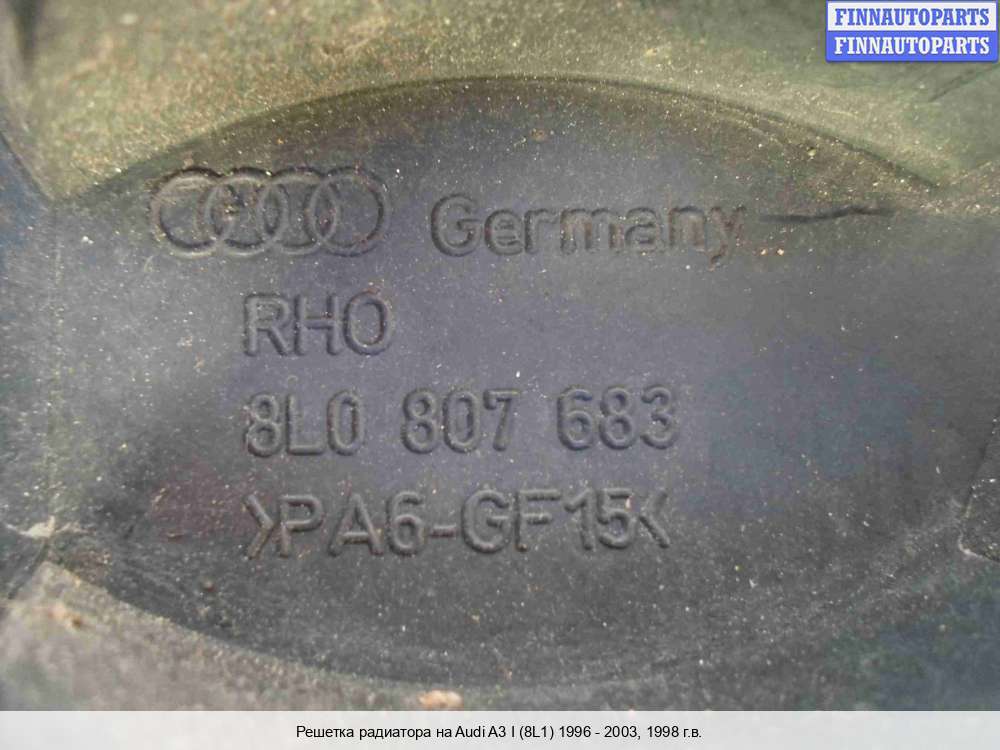 FINNAUTOPARTS
FINNAUTOPARTS
Germany
RHO
8L0 807 683
>PA6-GF15<
Решетка радиатора на Audi A3 I (8L1) 1996 - 2003, 1998 г.в.